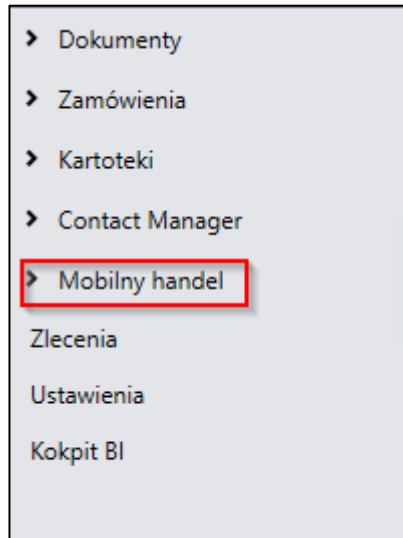 Dokumenty
Zamówienia
Kartoteki
Contact Manager
Mobilny handel
Zlecenia
Ustawienia
Kokpit BI